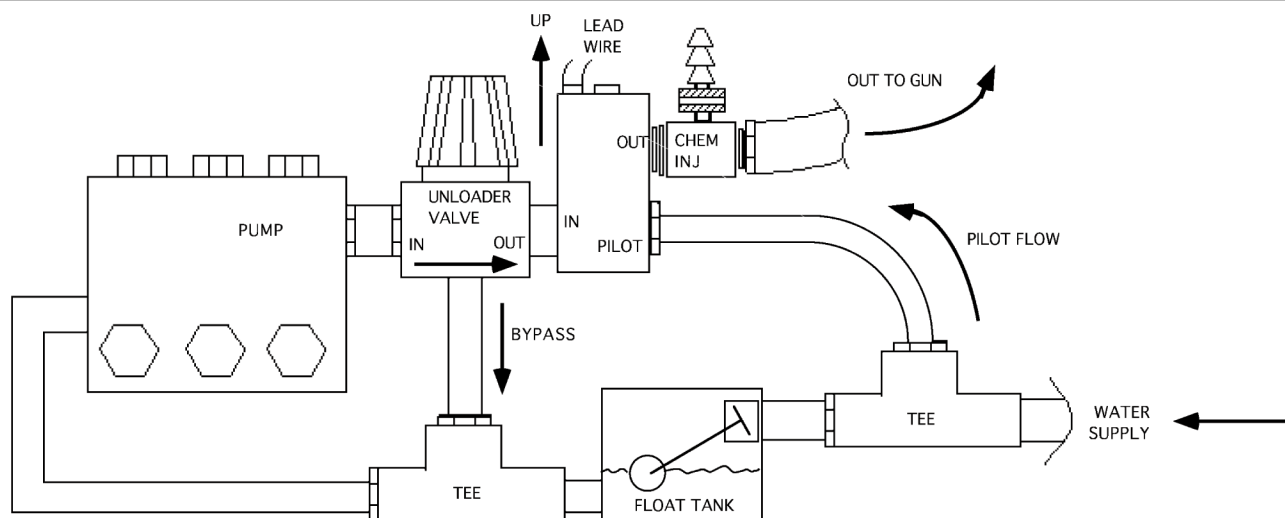 UP
LEAD
WIRE
OUT TO GUN
OUT
CHEM
INJ
UNLOADER
VALVE
PUMP
IN
OUT
IN
PILOT
PILOT FLOW
BYPASS
TEE
WATER
SUPPLY
TEE
FLOAT TANK